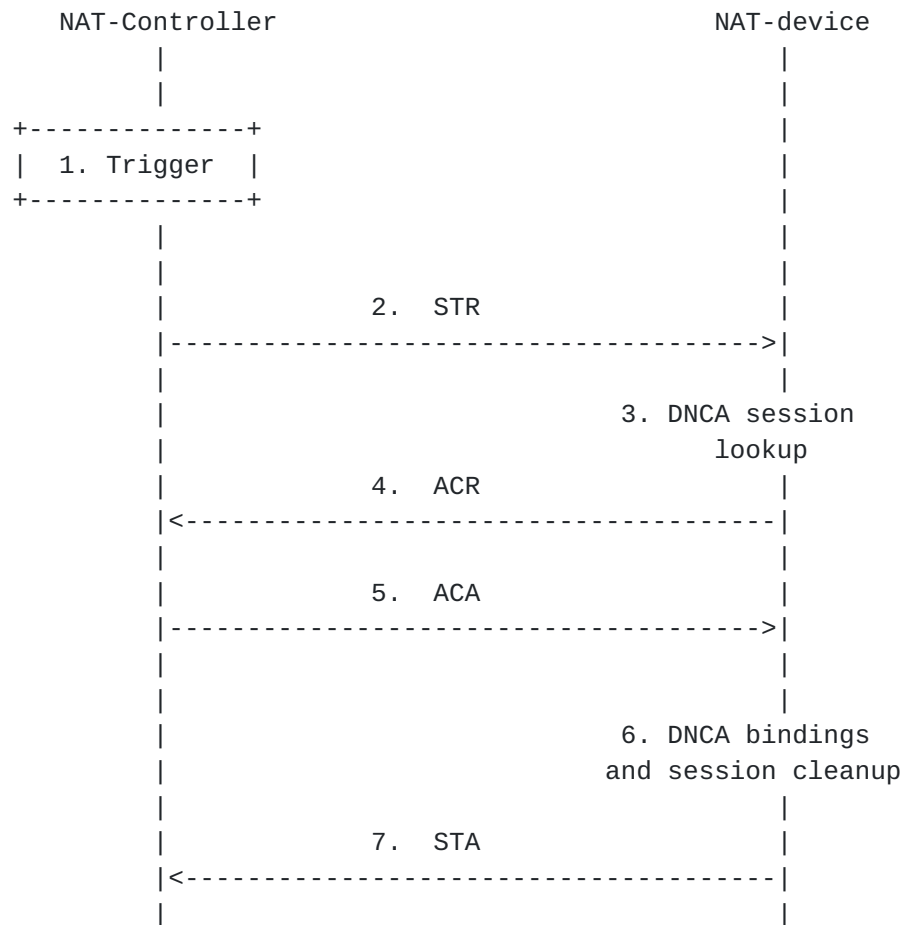 NAT-Controller NAT-device
1. Trigger
2. STR
3. DNCA session
lookup
4. ACR
5. ACA
6. DNCA bindings
and session cleanup
7. STA